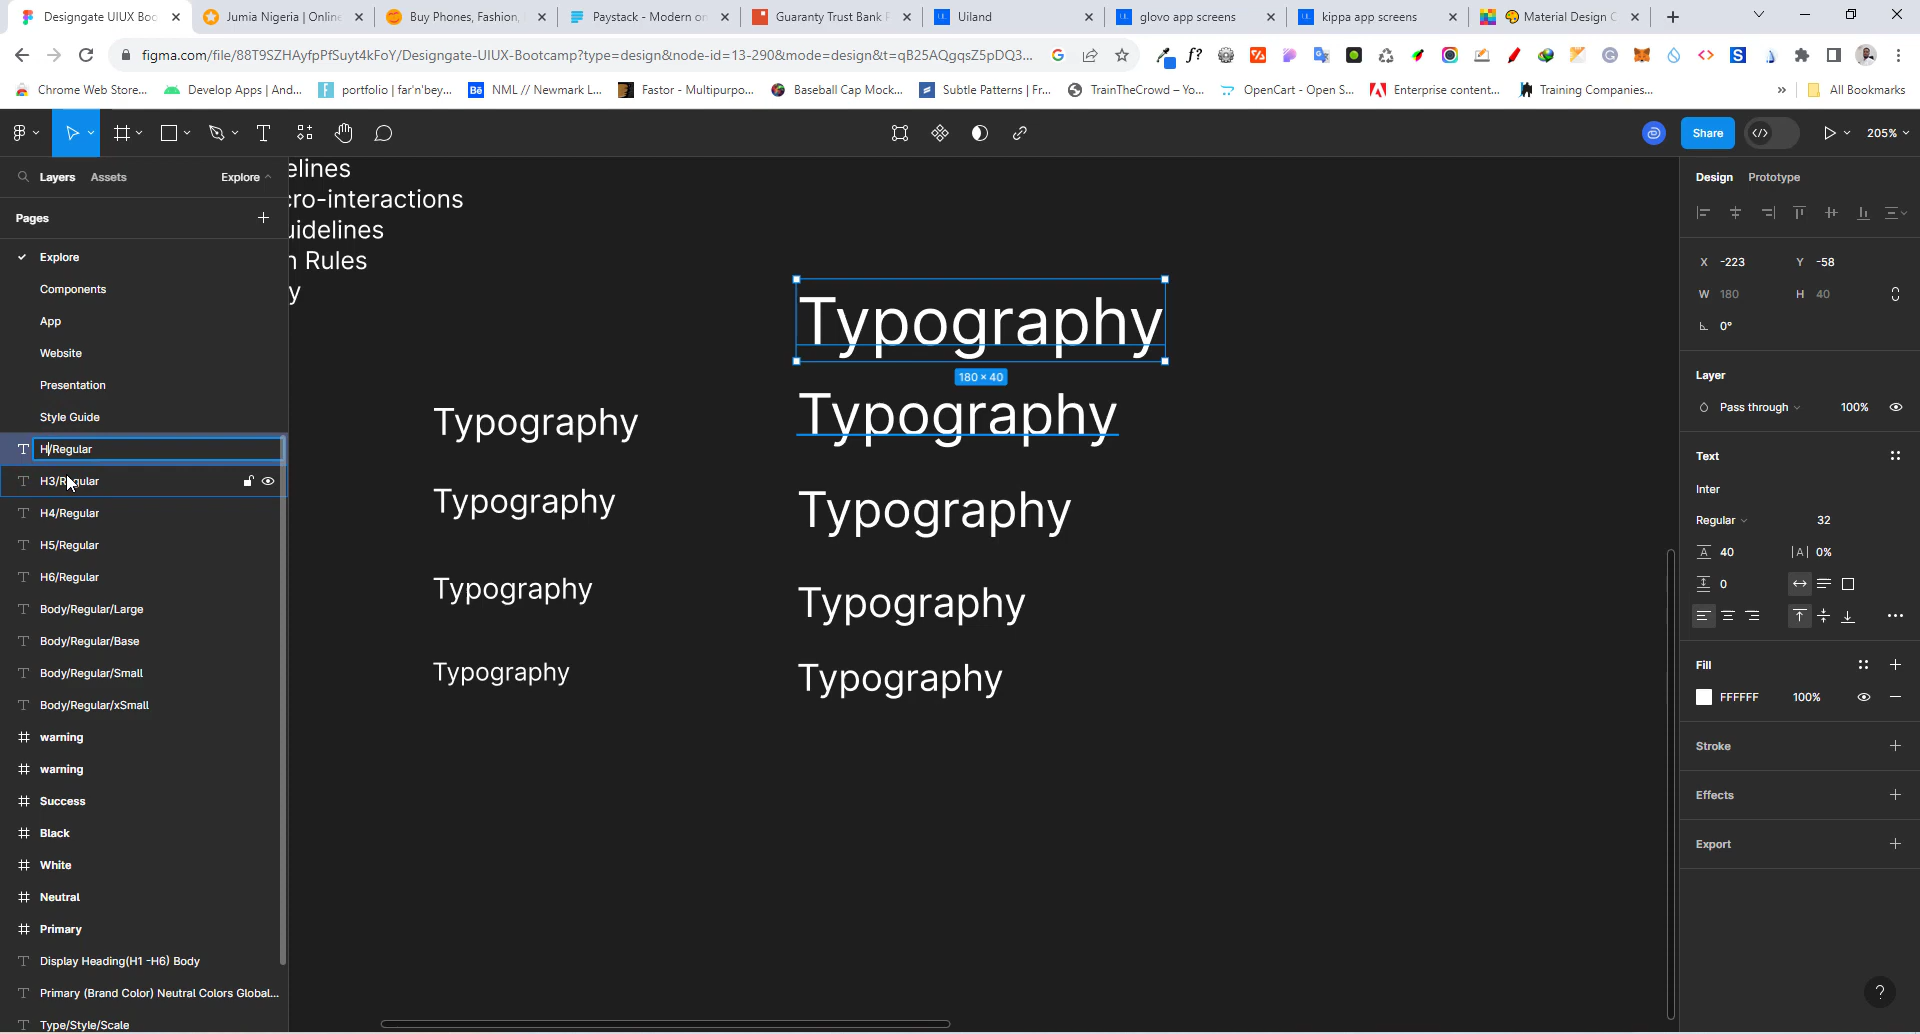 Designgate UIUX Boo
Jumia Nigeria | Online
Buy Phones, Fashion,
Paystack - Modern on
Guaranty Trust Bank P
Uiland
glovo app screens
kippa app screens
Material Design C
figma.com/file/88T9SZHAyfpPfSuyt4kFoY/Designgate-UIUX-Bootcamp?type=design&node-id=13-290&mode=design&t=qB25AQgqsZ5pDQ3...
Chrome Web Store...
Develop Apps | And...
portfolio | far'n'bey...
NML // Newmark L...
Fastor - Multipurpo...
Baseball Cap Mock...
Subtle Patterns | Fr...
TrainTheCrowd – Yo...
OpenCart - Open S...
Enterprise content...
Training Companies...
»
All Bookmarks
Share
205%
Layers
Assets
Explore
Pages
Explore
Components
App
Website
Presentation
Style Guide
H/Regular
H3/Regular
H4/Regular
H5/Regular
H6/Regular
Body/Regular/Large
Body/Regular/Base
Body/Regular/Small
Body/Regular/xSmall
warning
warning
Success
Black
White
Neutral
Primary
Display Heading(H1 -H6) Body
Primary (Brand Color) Neutral Colors Global...
Type/Style/Scale
elines
cro-interactions
uidelines
n Rules
y
Typography
Typography
Typography
Typography
Typography
180 × 40
Typography
Typography
Typography
Typography
Design
Prototype
X -223
Y -58
W 180
H 40
0°
Layer
Pass through
100%
Text
Inter
Regular
32
A 40
|A| 0%
0
Fill
FFFFFF
100%
Stroke
Effects
Export
?